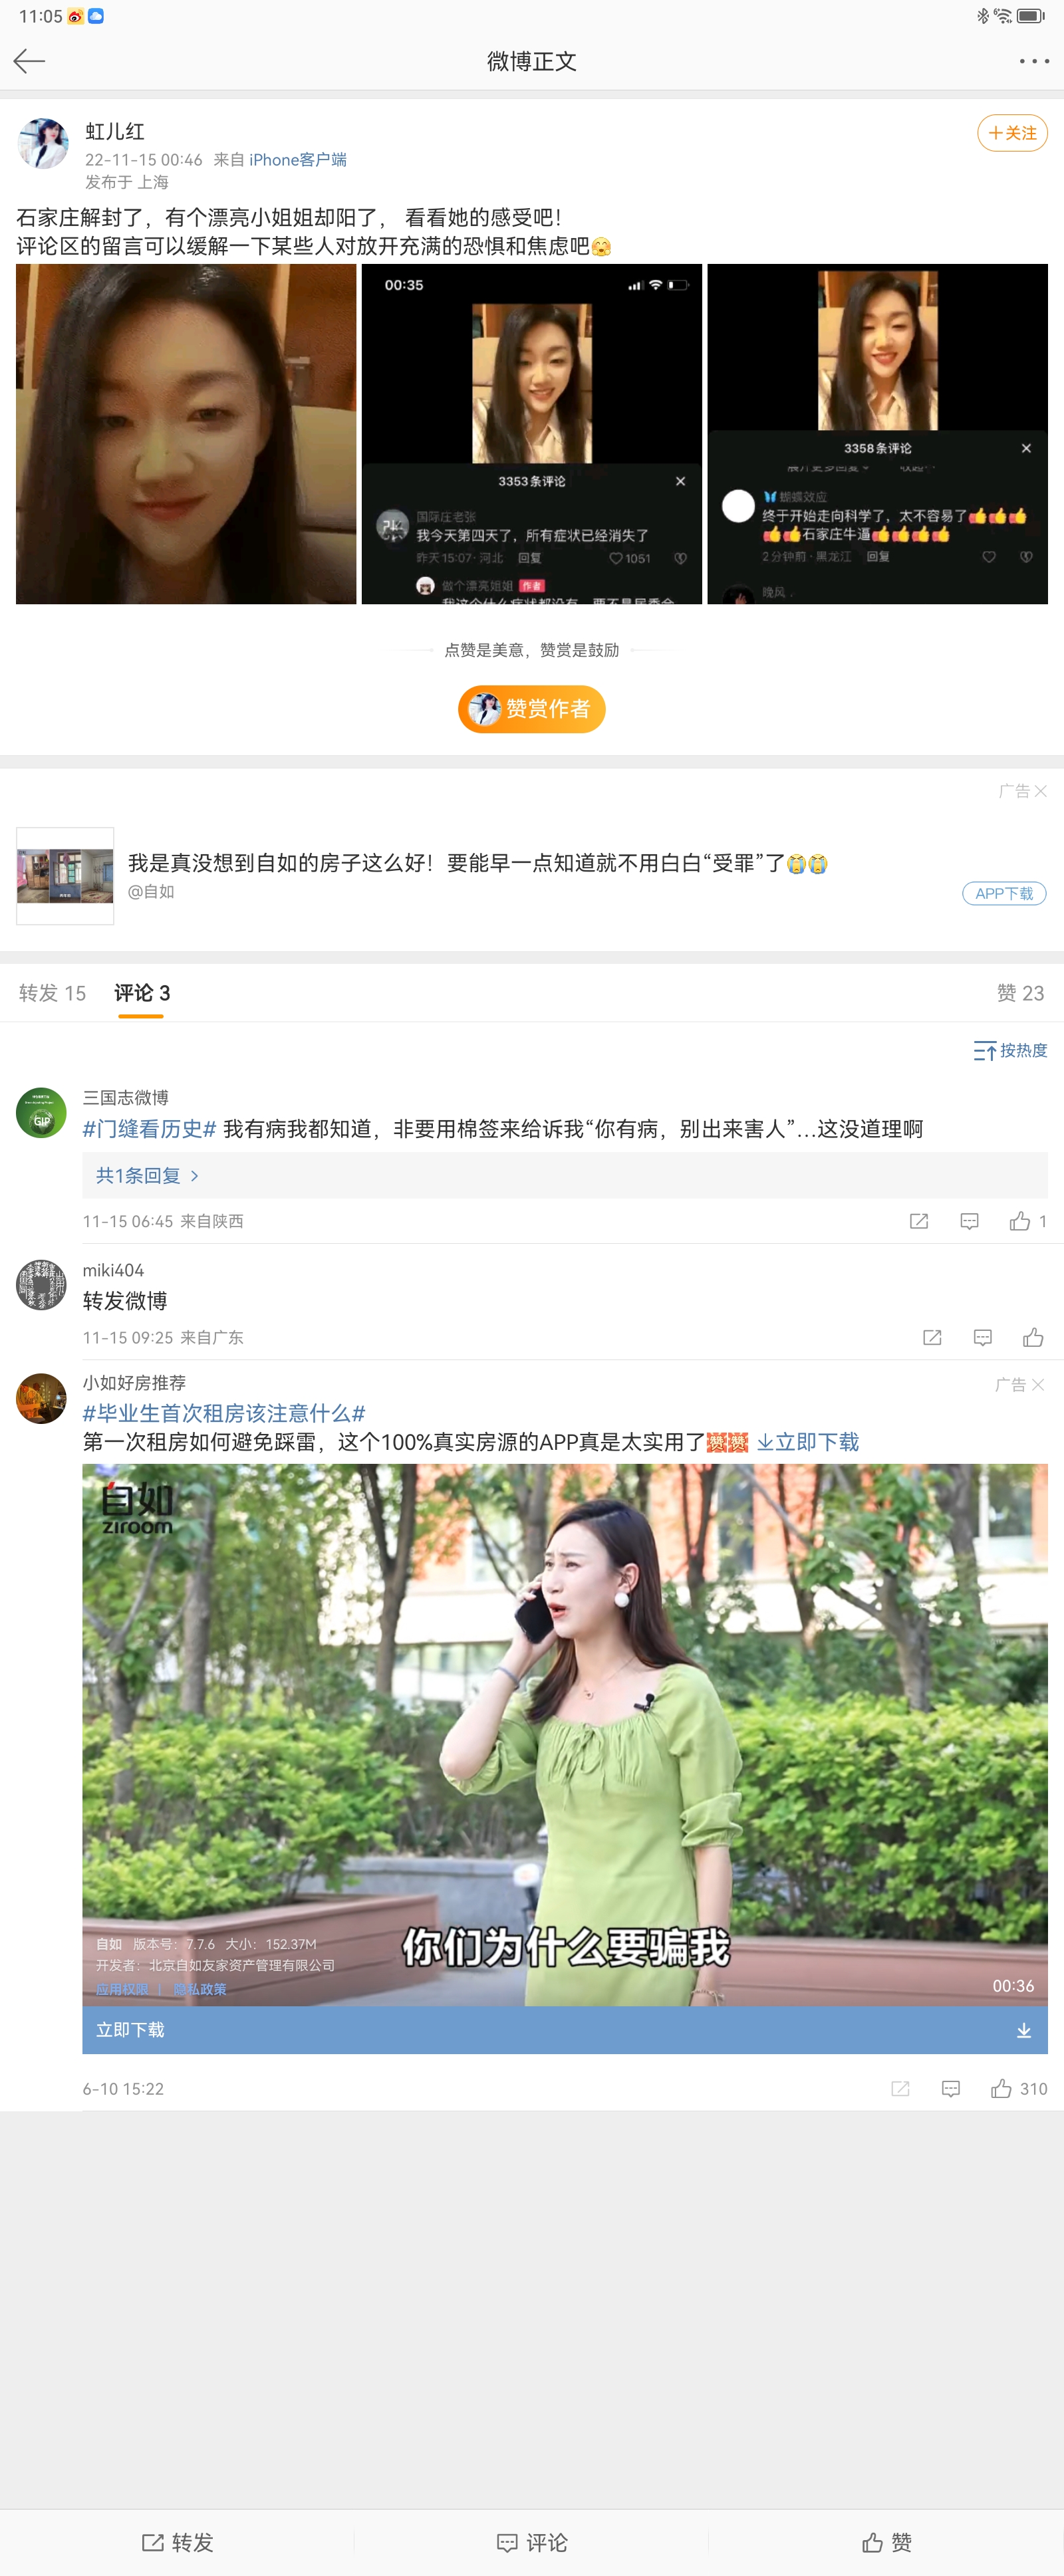 11:05
微博正文
虹儿红
+关注
22-11-15 00:46 来自 iPhone客户端
发布于 上海
石家庄解封了，有个漂亮小姐姐却阳了， 看看她的感受吧！
评论区的留言可以缓解一下某些人对放开充满的恐惧和焦虑吧🤗
00:35
3353条评论
国际庄老张
我今天第四天了，所有症状已经消失了
昨天15:07·河北 回复 1051
做个漂亮姐姐 作者
3358条评论
展开更多回复 收起
蝴蝶效应
终于开始走向科学了，太不容易了👍👍👍
👍👍石家庄牛逼👍👍👍👍
2分钟前·黑龙江 回复
晚风.
点赞是美意，赞赏是鼓励
赞赏作者
广告
我是真没想到自如的房子这么好！要能早一点知道就不用白白“受罪”了😭😭
@自如
APP下载
转发 15 评论 3 赞 23
按热度
三国志微博
GIP
#门缝看历史# 我有病我都知道，非要用棉签来给诉我“你有病，别出来害人”…这没道理啊
共1条回复 >
11-15 06:45 来自陕西 1
miki404
转发微博
11-15 09:25 来自广东
小如好房推荐
广告
#毕业生首次租房该注意什么#
第一次租房如何避免踩雷，这个100%真实房源的APP真是太实用了赞赞 立即下载
自如
ziroom
你们为什么要骗我
自如 版本号：7.7.6 大小：152.37M
开发者：北京自如友家资产管理有限公司
应用权限 | 隐私政策
00:36
立即下载
6-10 15:22 310
转发 评论 赞